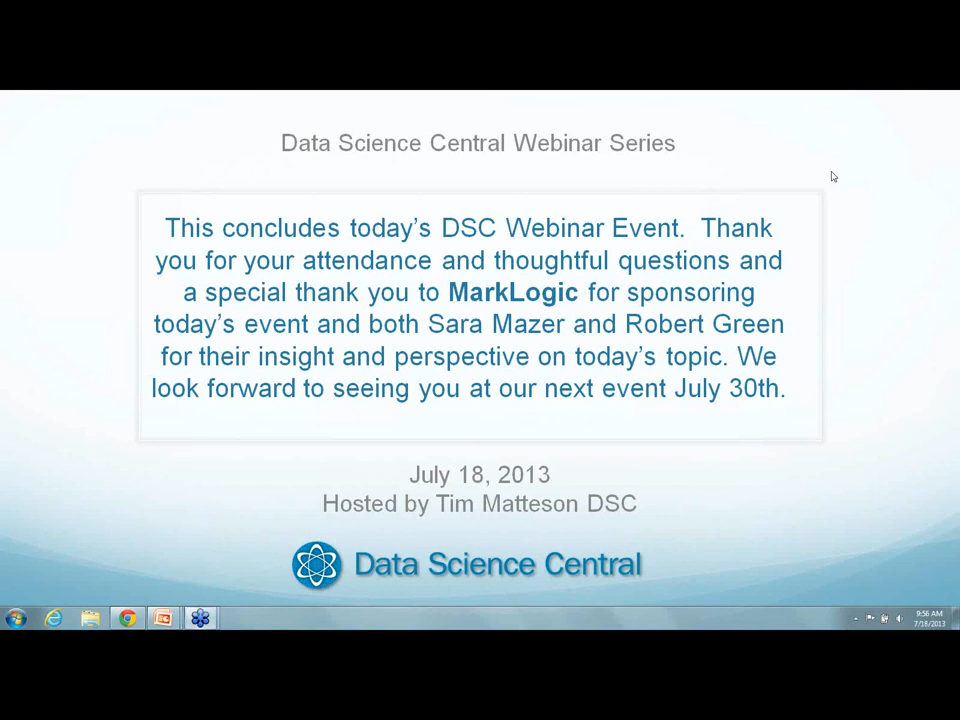 Data Science Central Webinar Series
This concludes today’s DSC Webinar Event.  Thank
you for your attendance and thoughtful questions and
a special thank you to MarkLogic for sponsoring
today’s event and both Sara Mazer and Robert Green
for their insight and perspective on today’s topic. We
look forward to seeing you at our next event July 30th.
July 18, 2013
Hosted by Tim Matteson DSC
Data Science Central
9:56 AM
7/18/2013